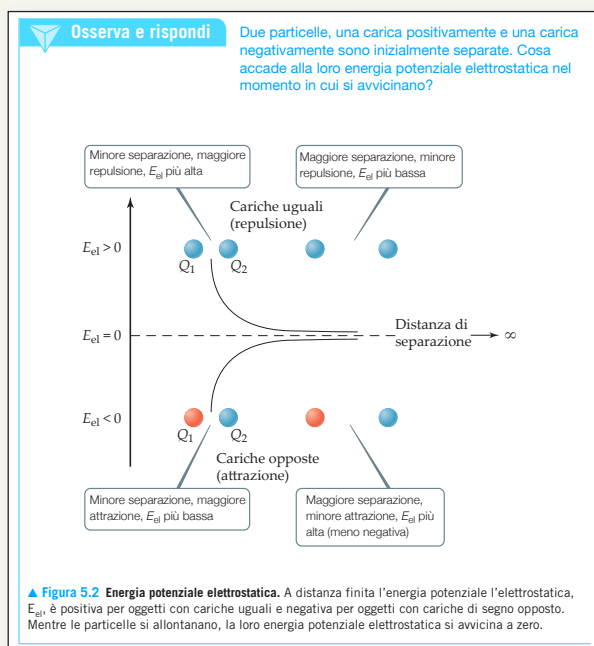 Osserva e rispondi
Due particelle, una carica positivamente e una carica
negativamente sono inizialmente separate. Cosa
accade alla loro energia potenziale elettrostatica nel
momento in cui si avvicinano?
Minore separazione, maggiore
repulsione, Eel più alta
Maggiore separazione, minore
repulsione, Eel più bassa
Cariche uguali
(repulsione)
Eel > 0
Q1
Q2
Eel = 0
Distanza di
separazione
∞
Eel < 0
Q1
Q2
Cariche opposte
(attrazione)
Minore separazione, maggiore
attrazione, Eel più bassa
Maggiore separazione,
minore attrazione, Eel più
alta (meno negativa)
▲ Figura 5.2 Energia potenziale elettrostatica. A distanza finita l'energia potenziale l'elettrostatica,
Eel, è positiva per oggetti con cariche uguali e negativa per oggetti con cariche di segno opposto.
Mentre le particelle si allontanano, la loro energia potenziale elettrostatica si avvicina a zero.